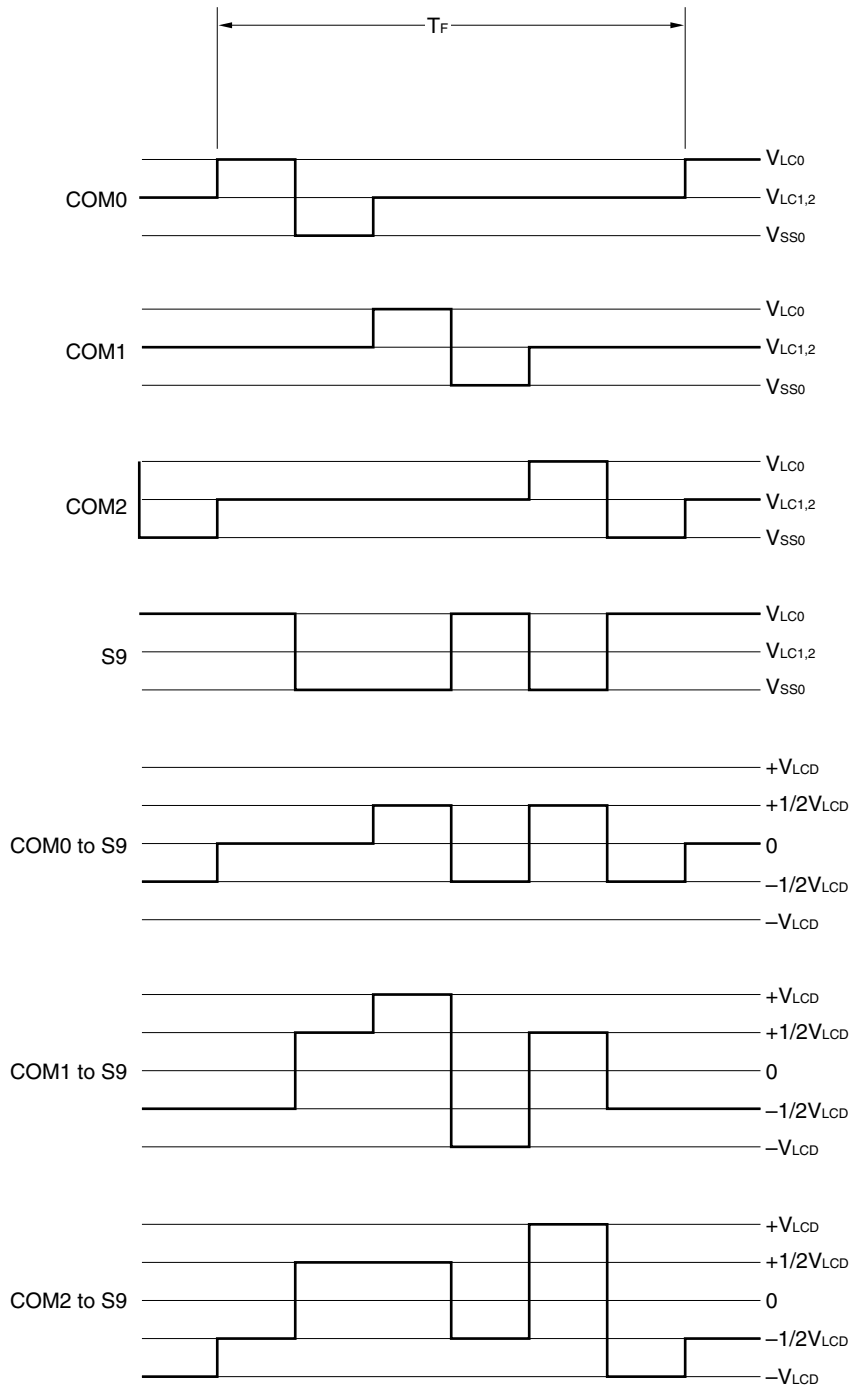 TF
VLC0
COM0
VLC1,2
VSS0
VLC0
COM1
VLC1,2
VSS0
VLC0
COM2
VLC1,2
VSS0
VLC0
S9
VLC1,2
VSS0
+VLCD
+1/2VLCD
COM0 to S9
0
–1/2VLCD
–VLCD
+VLCD
+1/2VLCD
COM1 to S9
0
–1/2VLCD
–VLCD
+VLCD
+1/2VLCD
COM2 to S9
0
–1/2VLCD
–VLCD